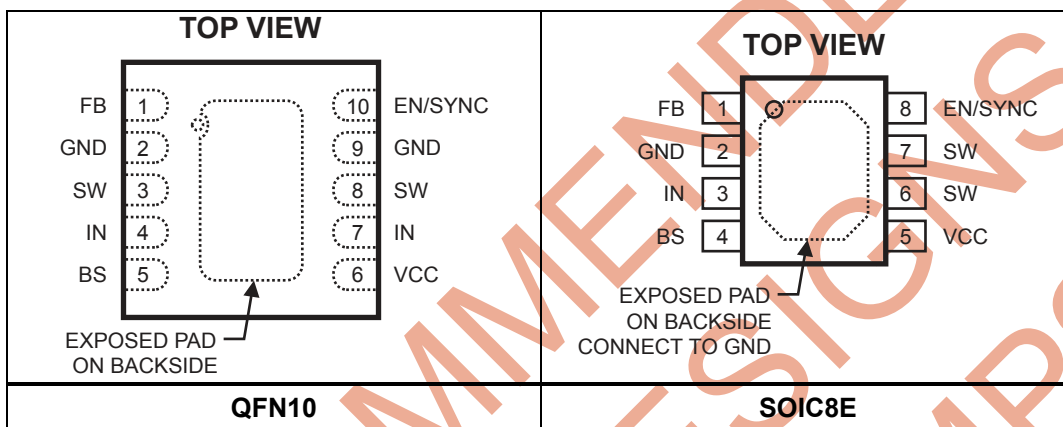 TOP VIEW
FB 1
GND 2
SW 3
IN 4
BS 5
10 EN/SYNC
9 GND
8 SW
7 IN
6 VCC
EXPOSED PAD
ON BACKSIDE
QFN10
TOP VIEW
FB 1
GND 2
IN 3
BS 4
8 EN/SYNC
7 SW
6 SW
5 VCC
EXPOSED PAD
ON BACKSIDE
CONNECT TO GND
SOIC8E